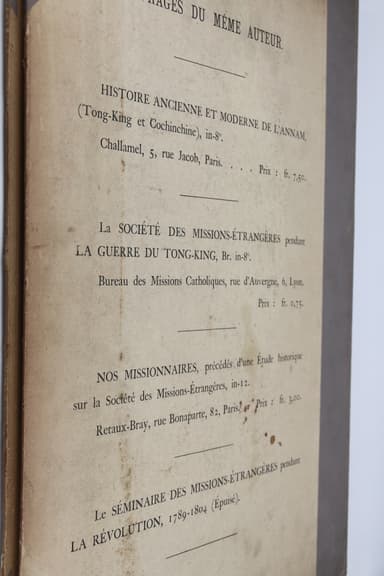 DU MÊME AUTEUR.
HISTOIRE ANCIENNE ET MODERNE DE L'ANNAM,
(Tong-King et Cochinchine), in-8°.
Challamel, 5, rue Jacob, Paris. . . . Prix : fr. 7,50.
La SOCIÉTÉ DES MISSIONS-ÉTRANGÈRES pendant
LA GUERRE DU TONG-KING, Br. in-8°.
Bureau des Missions Catholiques, rue d'Auvergne, 6, Lyon.
Prix : fr. 0,75.
NOS MISSIONNAIRES, précédés d'une Étude historique
sur la Société des Missions-Étrangères, in-12.
Retaux-Bray, rue Bonaparte, 82, Paris. Prix : fr. 3,00.
Le SÉMINAIRE DES MISSIONS-ÉTRANGÈRES pendant
LA RÉVOLUTION, 1789-1804 (Épuisé).